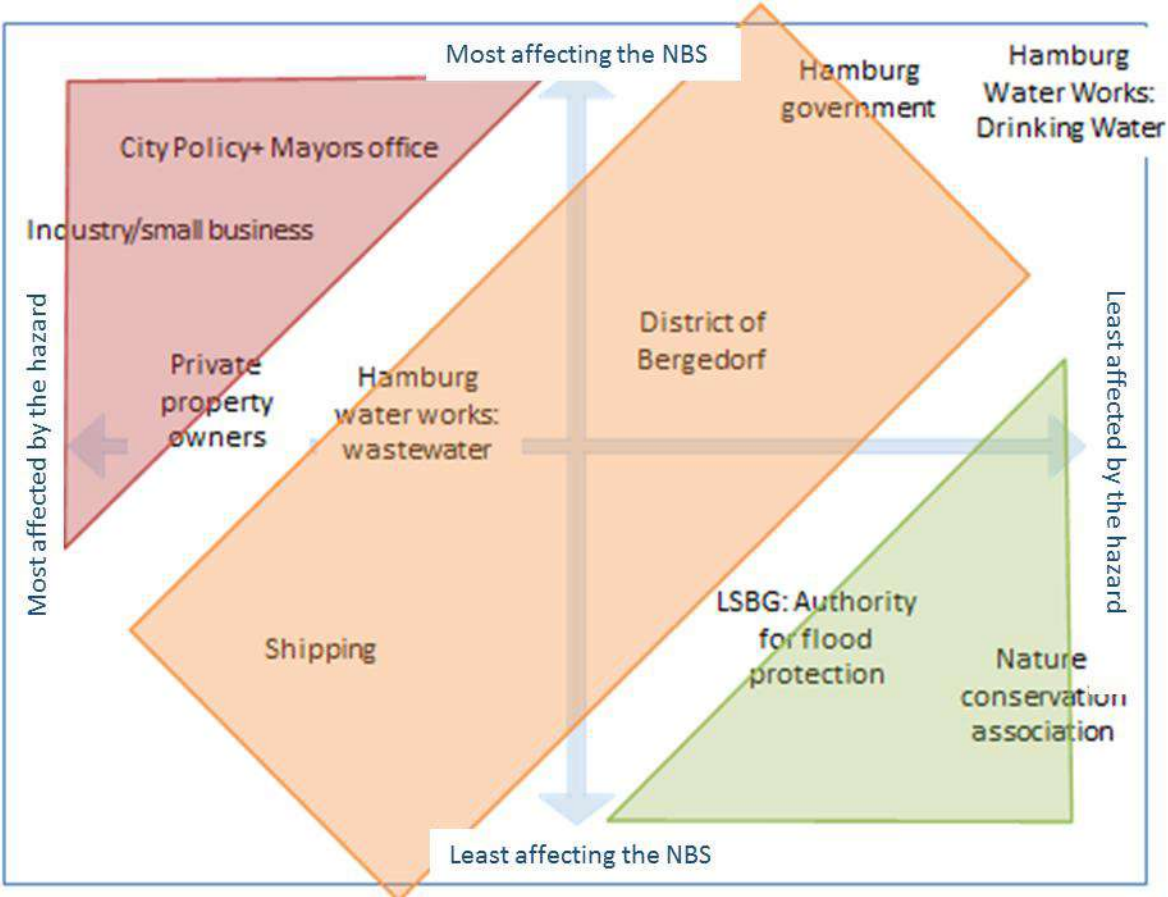 Most affecting the NBS
Hamburg
government
Hamburg
Water Works:
Drinking Water
City Policy+ Mayors office
Industry/small business
Most affected by the hazard
Least affected by the hazard
District of
Bergedorf
Private
property
owners
Hamburg
water works:
wastewater
LSBG: Authority
for flood
protection
Shipping
Nature
conservation
association
Least affecting the NBS